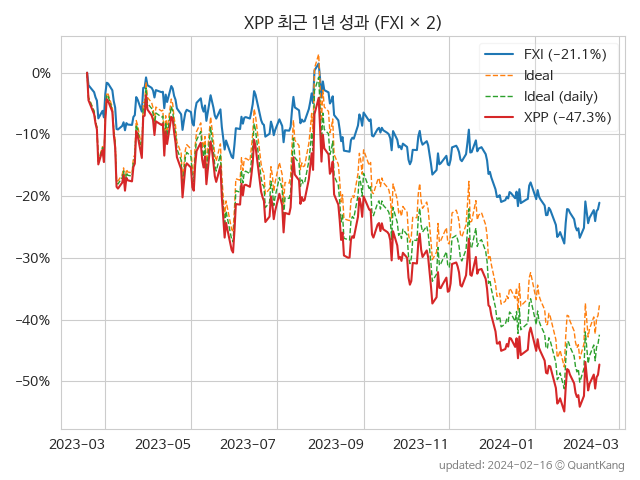 XPP 최근 1년 성과 (FXI × 2)
FXI (−21.1%)
Ideal
Ideal (daily)
XPP (−47.3%)
0%
−10%
−20%
−30%
−40%
−50%
2023-03 2023-05 2023-07 2023-09 2023-11 2024-01 2024-03
updated: 2024-02-16 © QuantKang